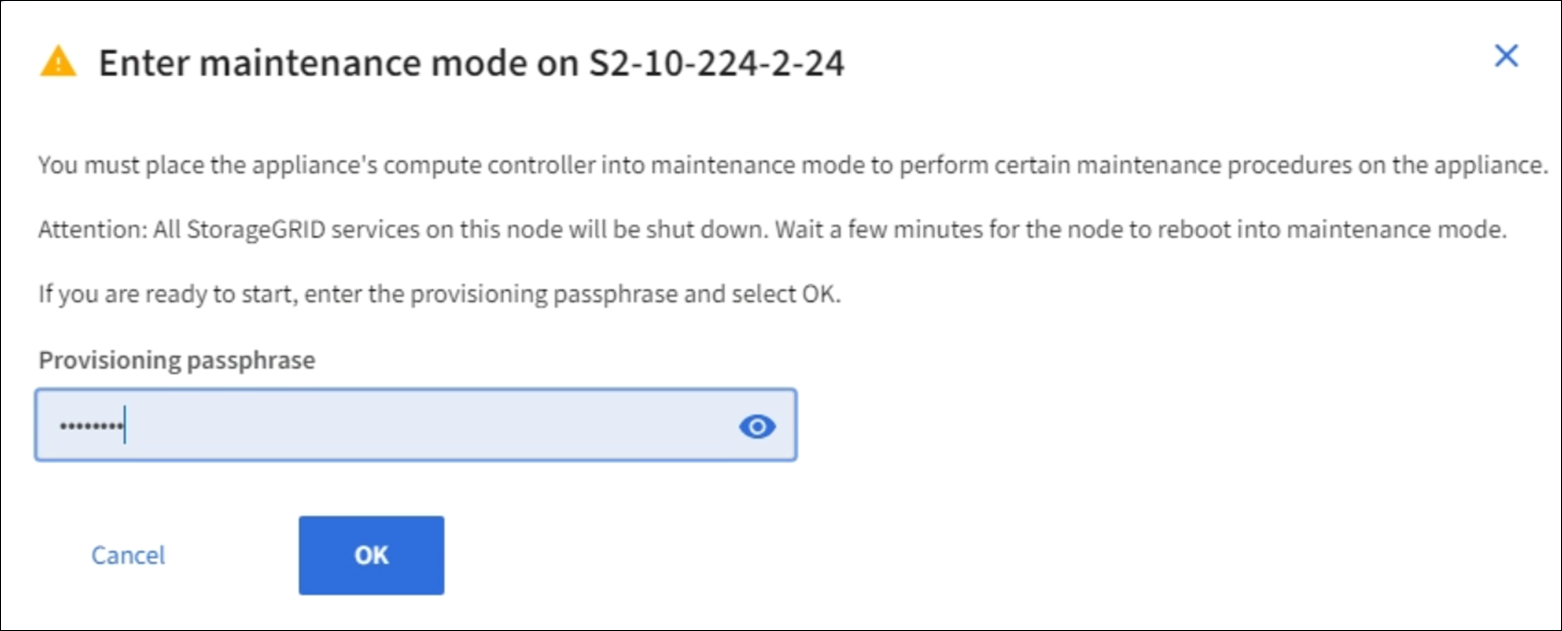 Enter maintenance mode on S2-10-224-2-24
You must place the appliance's compute controller into maintenance mode to perform certain maintenance procedures on the appliance.
Attention: All StorageGRID services on this node will be shut down. Wait a few minutes for the node to reboot into maintenance mode.
If you are ready to start, enter the provisioning passphrase and select OK.
Provisioning passphrase
••••••••
Cancel OK